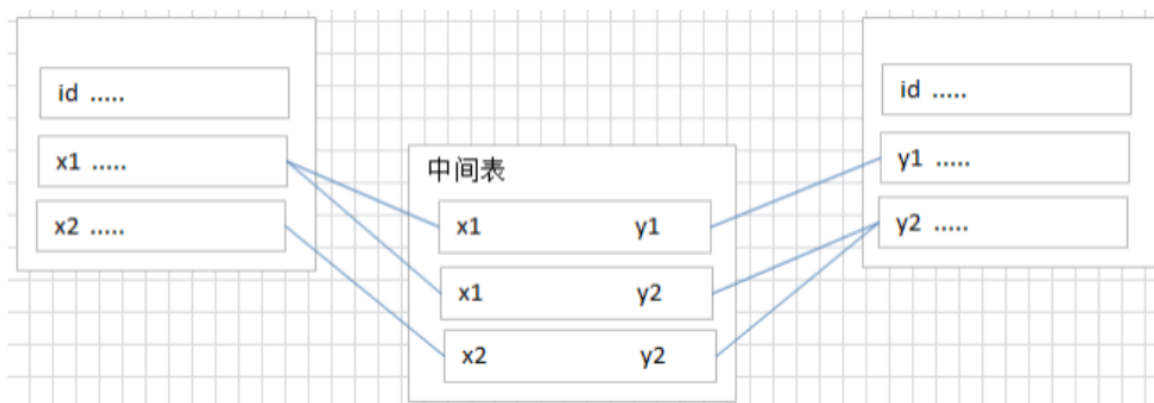 id .....
x1 .....
x2 .....
中间表
x1 y1
x1 y2
x2 y2
id .....
y1 .....
y2 .....